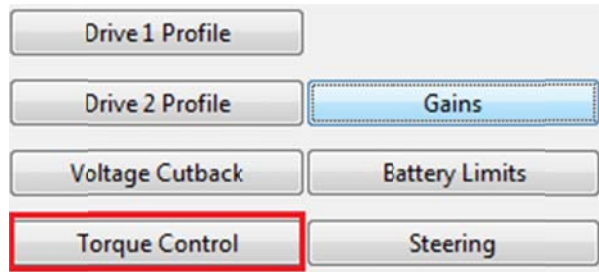 Drive 1 Profile
Drive 2 Profile Gains
Voltage Cutback Battery Limits
Torque Control Steering